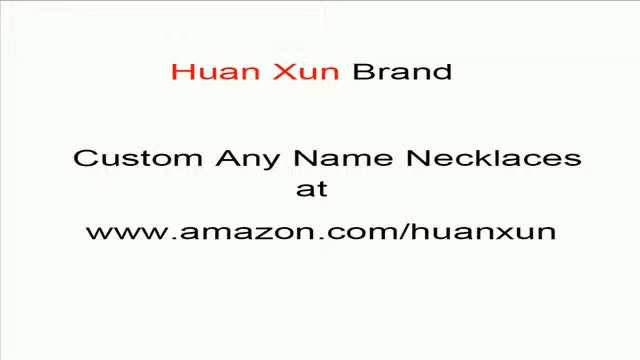 Huan Xun Brand
Custom Any Name Necklaces
at
www.amazon.com/huanxun